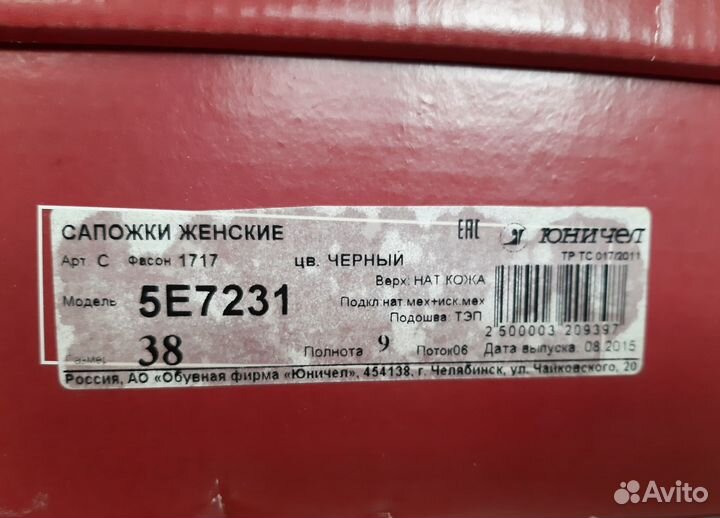 САПОЖКИ ЖЕНСКИЕ
EAC ЮНИЧЕЛ
Арт С Фасон 1717 цв. ЧЕРНЫЙ
ТР ТС 017/2011
Верх: НАТ КОЖА
Модель 5Е7231
Подкл:нат.мех+иск.мех
Подошва: ТЭП
2 500003 209397
Размер 38 Полнота 9 Поток06 Дата выпуска. 08.2015
Россия, АО «Обувная фирма «Юничел», 454138, г. Челябинск, ул. Чайковского, 20
Avito